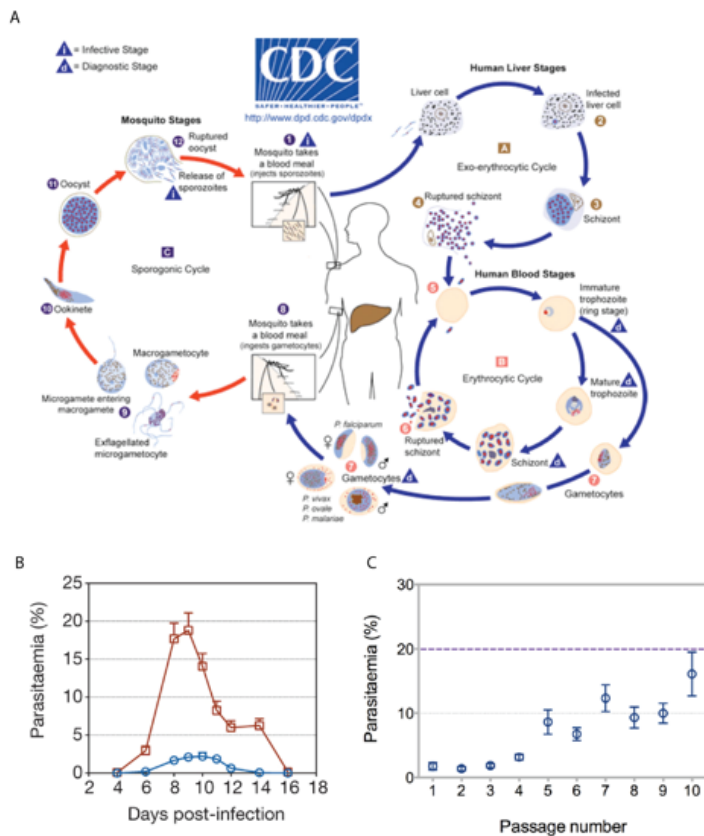 A
i = Infective Stage
d = Diagnostic Stage
CDC
SAFER·HEALTHIER·PEOPLE™
http://www.dpd.cdc.gov/dpdx
Mosquito Stages
12 Ruptured
oocyst
Release of
sporozoites
i
11 Oocyst
C
Sporogonic Cycle
10 Ookinete
Macrogametocyte
Microgamete entering
macrogamete
9
Exflagellated
microgametocyte
1 i
Mosquito takes
a blood meal
(injects sporozoites)
8
Mosquito takes
a blood meal
(ingests gametocytes)
Human Liver Stages
Liver cell
Infected
liver cell
2
A
Exo-erythrocytic Cycle
4 Ruptured schizont
3
Schizont
Human Blood Stages
5
Immature
trophozoite
(ring stage)
d
B
Erythrocytic Cycle
Mature d
trophozoite
6
Ruptured
schizont
Schizont d
7
Gametocytes
P. falciparum
♀
7
♂
Gametocytes d
♀
♂
P. vivax
P. ovale
P. malariae
B
Parasitaemia (%)
25
20
15
10
5
0
2 4 6 8 10 12 14 16 18
Days post-infection
C
Parasitaemia (%)
30
20
10
0
1 2 3 4 5 6 7 8 9 10
Passage number